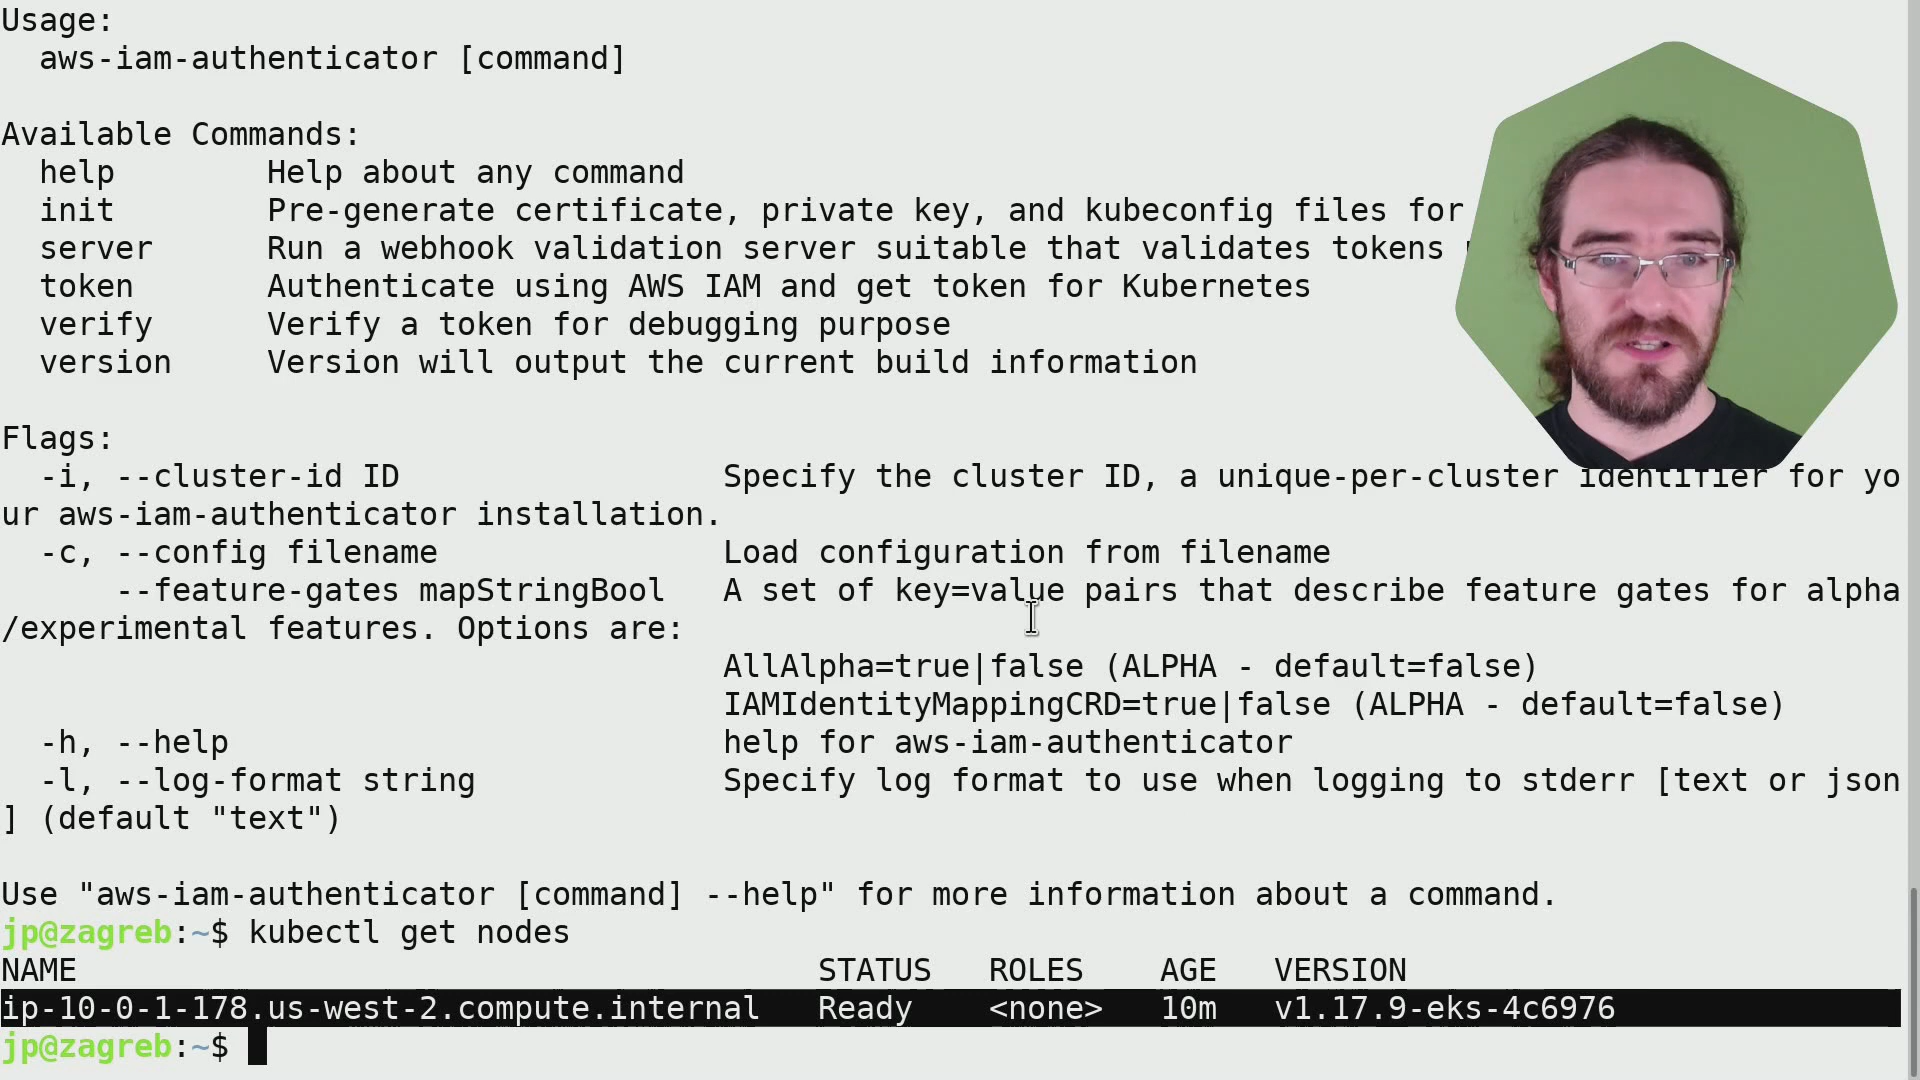 Usage:
aws-iam-authenticator [command]
Available Commands:
help        Help about any command
init        Pre-generate certificate, private key, and kubeconfig files for
server      Run a webhook validation server suitable that validates tokens
token       Authenticate using AWS IAM and get token for Kubernetes
verify      Verify a token for debugging purpose
version     Version will output the current build information
Flags:
-i, --cluster-id ID                 Specify the cluster ID, a unique-per-cluster identifier for yo
ur aws-iam-authenticator installation.
-c, --config filename               Load configuration from filename
--feature-gates mapStringBool   A set of key=value pairs that describe feature gates for alpha
/experimental features. Options are:
AllAlpha=true|false (ALPHA - default=false)
IAMIdentityMappingCRD=true|false (ALPHA - default=false)
-h, --help                          help for aws-iam-authenticator
-l, --log-format string             Specify log format to use when logging to stderr [text or json
] (default "text")
Use "aws-iam-authenticator [command] --help" for more information about a command.
jp@zagreb:~$ kubectl get nodes
NAME                                       STATUS   ROLES    AGE   VERSION
ip-10-0-1-178.us-west-2.compute.internal   Ready    <none>   10m   v1.17.9-eks-4c6976
jp@zagreb:~$